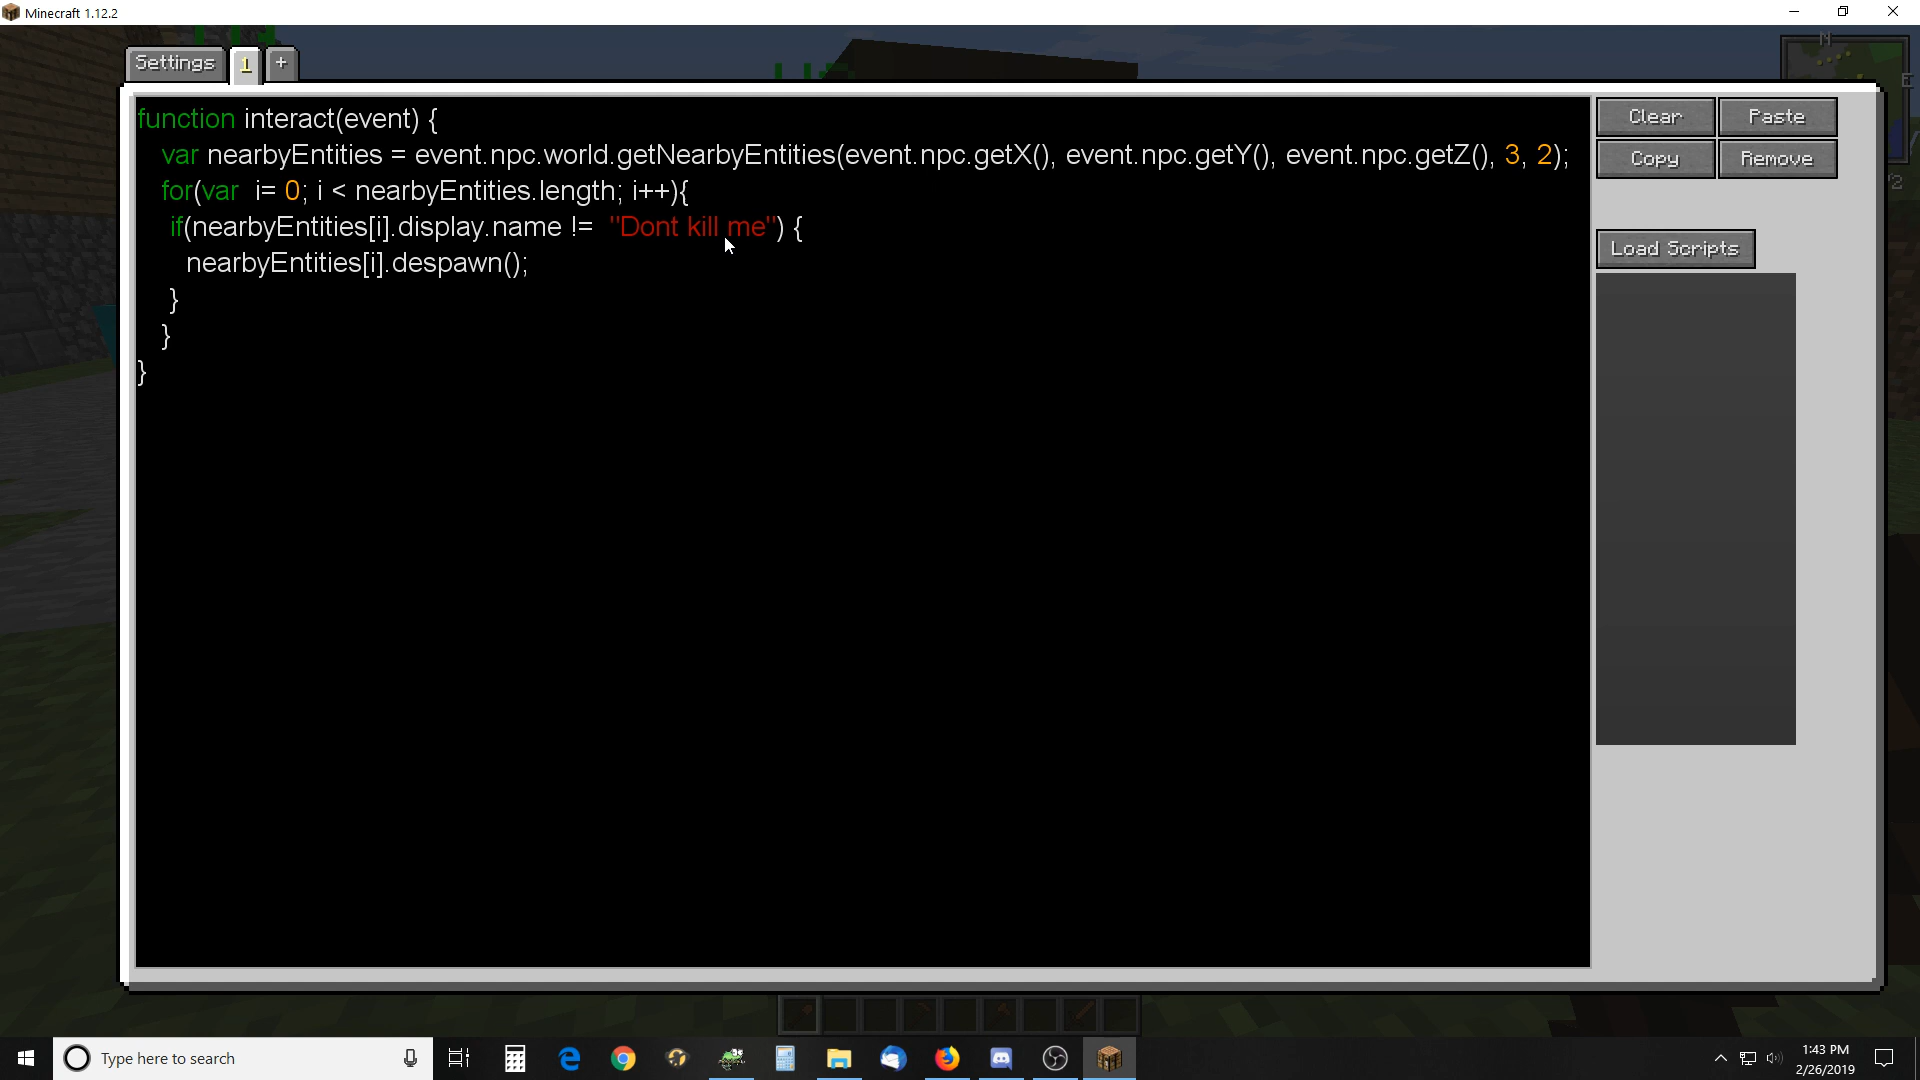 Minecraft 1.12.2
Settings 1 +
function interact(event) {
var nearbyEntities = event.npc.world.getNearbyEntities(event.npc.getX(), event.npc.getY(), event.npc.getZ(), 3, 2);
for(var i= 0; i < nearbyEntities.length; i++){
if(nearbyEntities[i].display.name != "Dont kill me") {
nearbyEntities[i].despawn();
}
}
}
Clear Paste
Copy Remove
Load Scripts
N
E
Type here to search
1:43 PM
2/26/2019